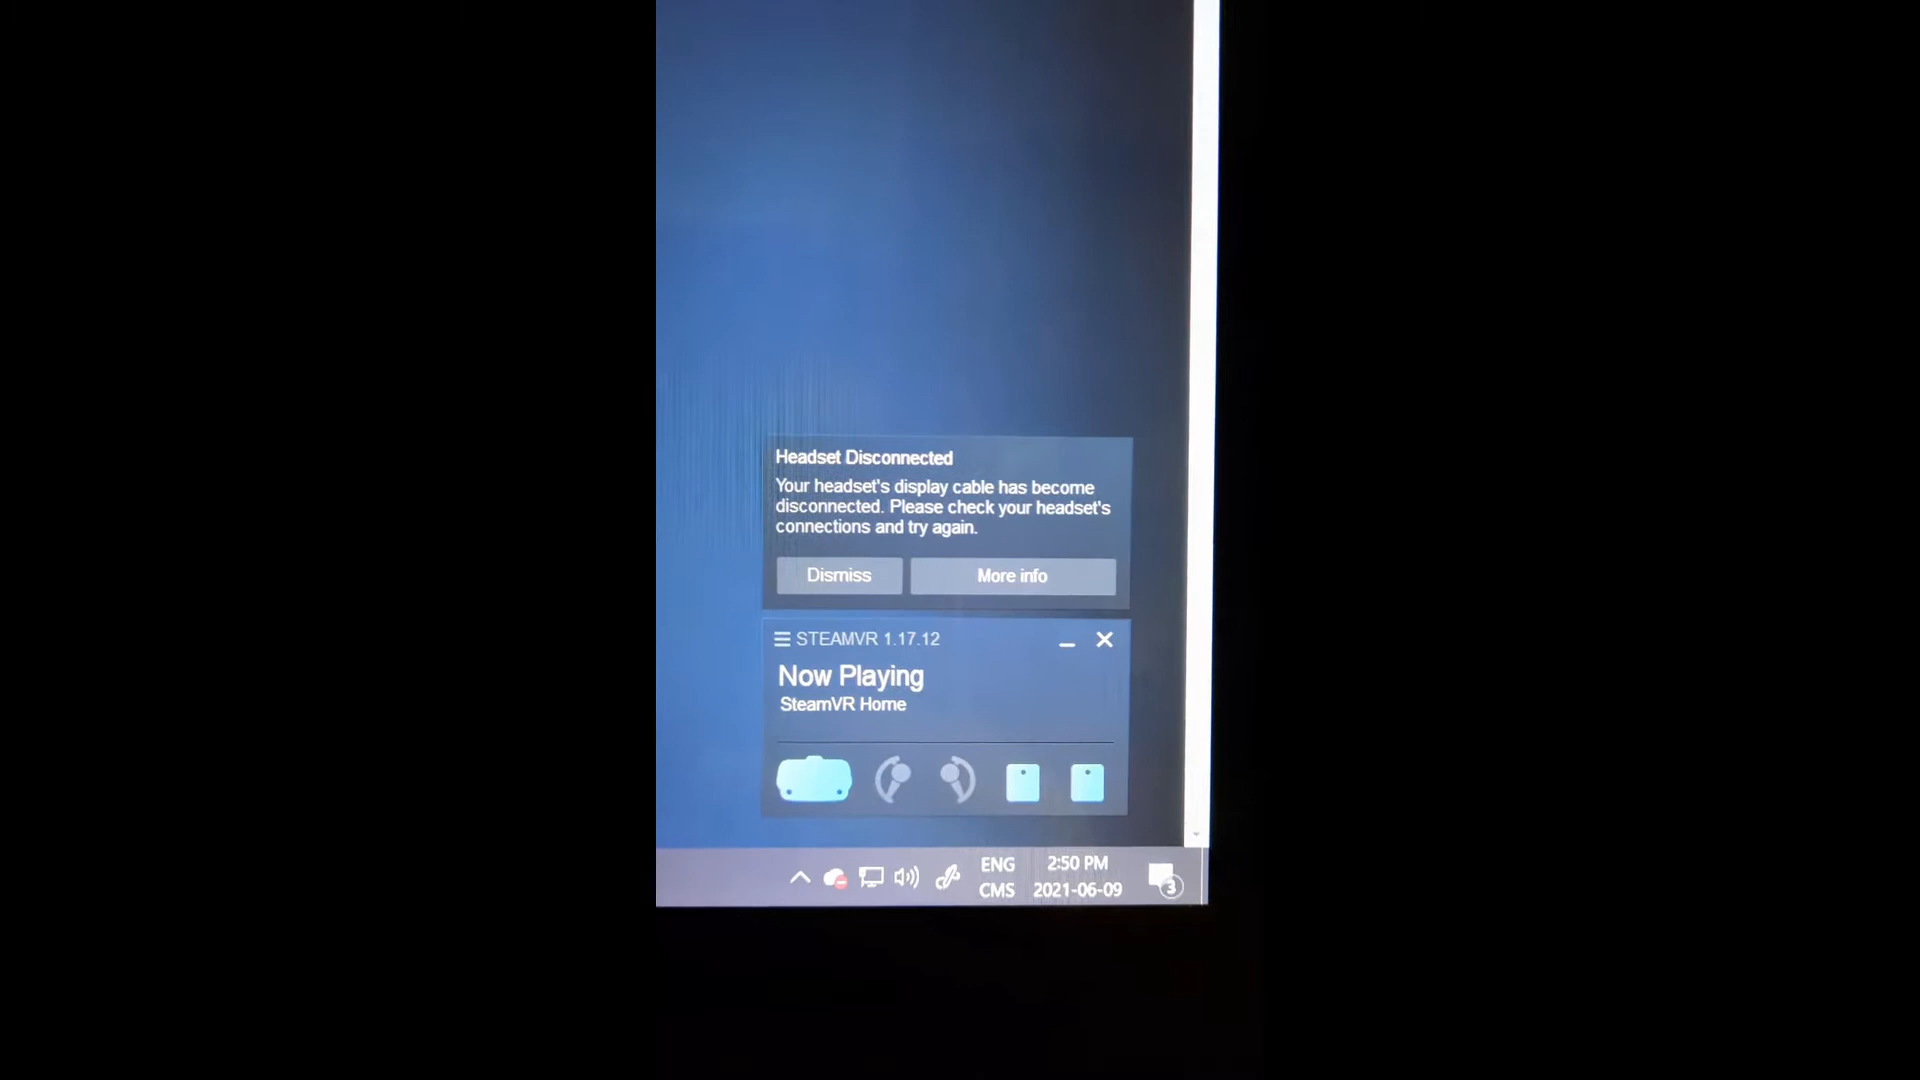 Headset Disconnected
Your headset's display cable has become
disconnected. Please check your headset's
connections and try again.
Dismiss
More info
STEAMVR 1.17.12
Now Playing
SteamVR Home
ENG
2:50 PM
CMS
2021-06-09
3